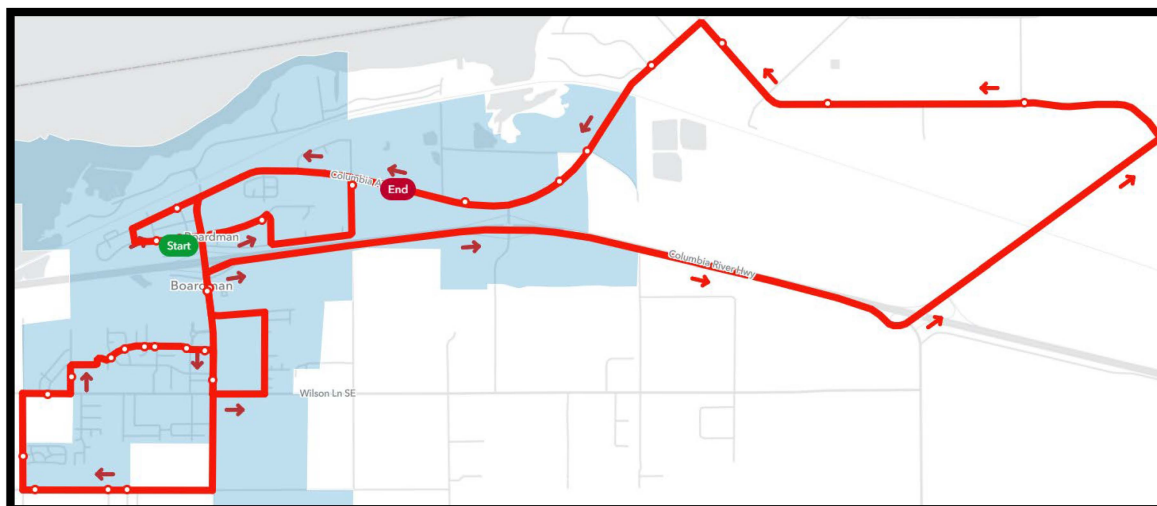 Columbia A
End
Start
Boardman
Columbia River Hwy
Boardman
Wilson Ln SE